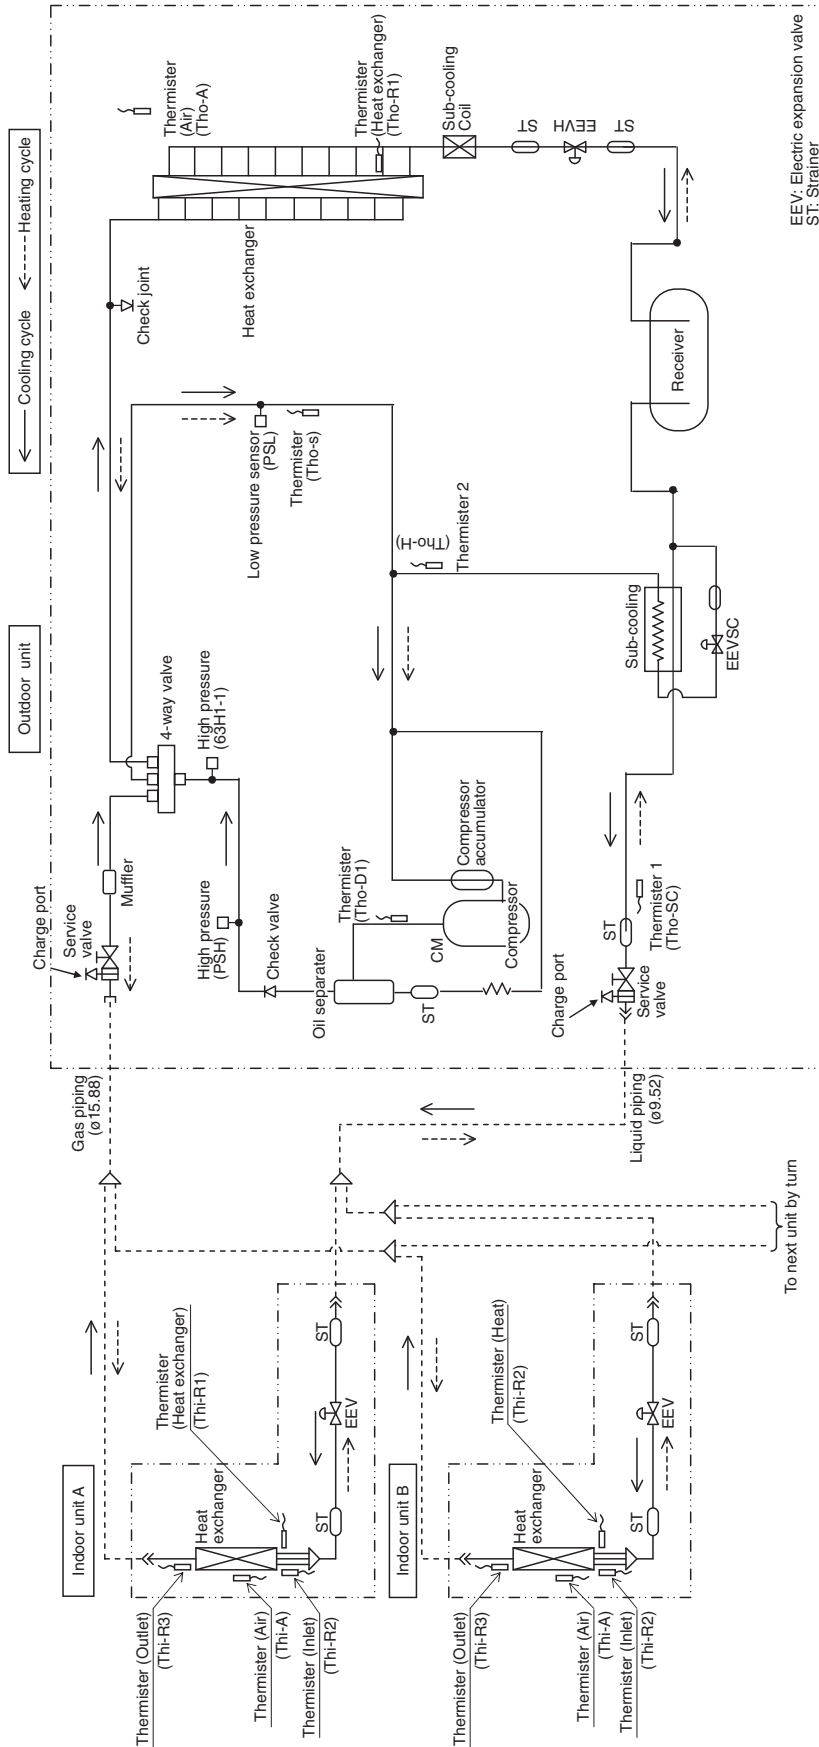 Cooling cycle
Heating cycle
Outdoor unit
Indoor unit A
Indoor unit B
Thermister
(Air)
(Tho-A)
Thermister
(Heat exchanger)
(Tho-R1)
Sub-cooling
Coil
ST
EEVH
ST
EEV: Electric expansion valve
ST: Strainer
Heat exchanger
Check joint
Receiver
Low pressure sensor
(PSL)
Thermister
(Tho-s)
Thermister 2
(Tho-H)
Sub-cooling
EEVSC
4-way valve
High pressure
(63H1-1)
Muffler
Charge port
Service
valve
High pressure
(PSH)
Check valve
Oil separater
ST
Thermister
(Tho-D1)
CM
Compressor
Compressor
accumulator
Charge port
Service
valve
ST
Thermister 1
(Tho-SC)
Gas piping
(ø15.88)
Liquid piping
(ø9.52)
To next unit by turn
Thermister
(Heat exchanger)
(Thi-R1)
Heat
exchanger
ST
EEV
ST
Thermister (Outlet)
(Thi-R3)
Thermister (Air)
(Thi-A)
Thermister (Inlet)
(Thi-R2)
Thermister (Heat)
(Thi-R2)
Heat
exchanger
ST
EEV
ST
Thermister (Outlet)
(Thi-R3)
Thermister (Air)
(Thi-A)
Thermister (Inlet)
(Thi-R2)